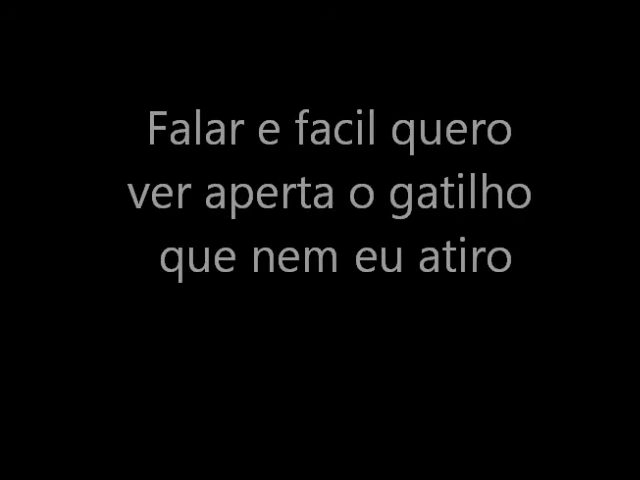 Falar e facil quero
ver aperta o gatilho
que nem eu atiro